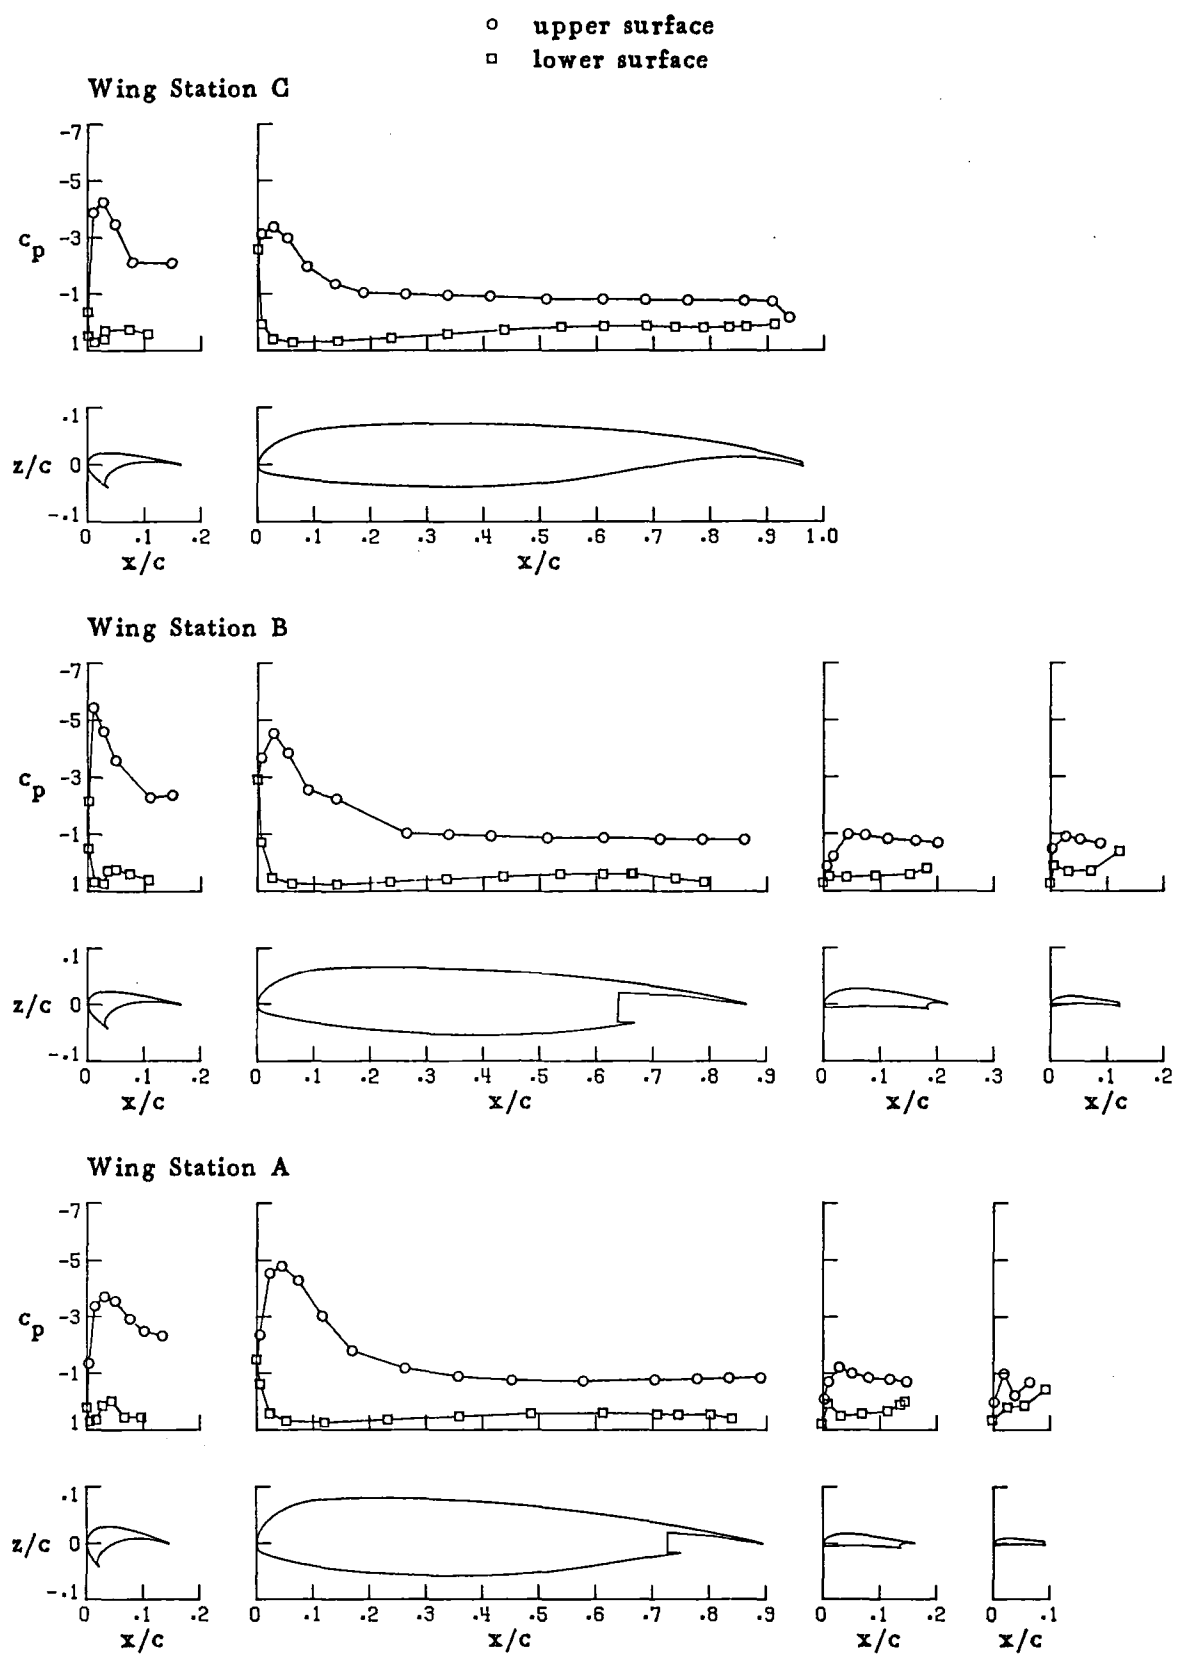 upper surface
lower surface
Wing Station C
-7
-5
-3
-1
1
cp
.1
0
-.1
z/c
0 .1 .2
x/c
0 .1 .2 .3 .4 .5 .6 .7 .8 .9 1.0
x/c
Wing Station B
-7
-5
-3
-1
1
cp
.1
0
-.1
z/c
0 .1 .2
x/c
0 .1 .2 .3 .4 .5 .6 .7 .8 .9
x/c
0 .1 .2 .3
x/c
0 .1 .2
x/c
Wing Station A
-7
-5
-3
-1
1
cp
.1
0
-.1
z/c
0 .1 .2
x/c
0 .1 .2 .3 .4 .5 .6 .7 .8 .9
x/c
0 .1 .2
x/c
0 .1
x/c